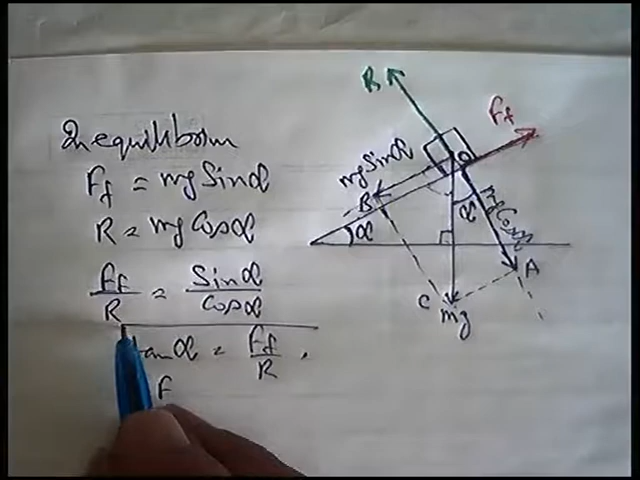 In equilibrium
Ff = mg Sinα
R = mg Cosα
Ff/R = Sinα/Cosα
tanα = Ff/R .
F
R
Ff
mg Sinα
B
O
α
α
mg Cosα
A
C
mg